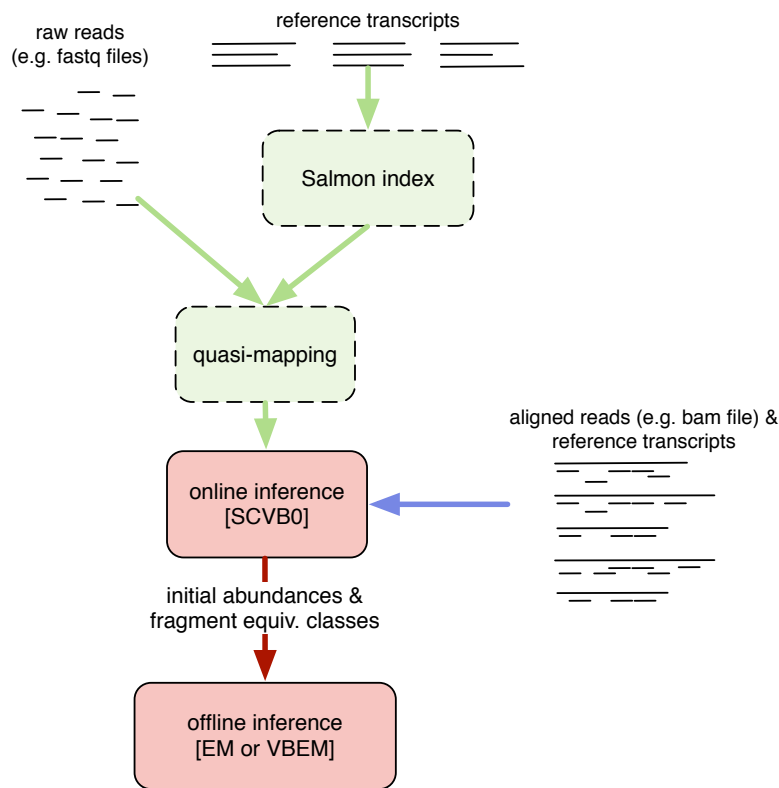 reference transcripts
raw reads
(e.g. fastq files)
Salmon index
quasi-mapping
aligned reads (e.g. bam file) &
reference transcripts
online inference
[SCVB0]
initial abundances &
fragment equiv. classes
offline inference
[EM or VBEM]